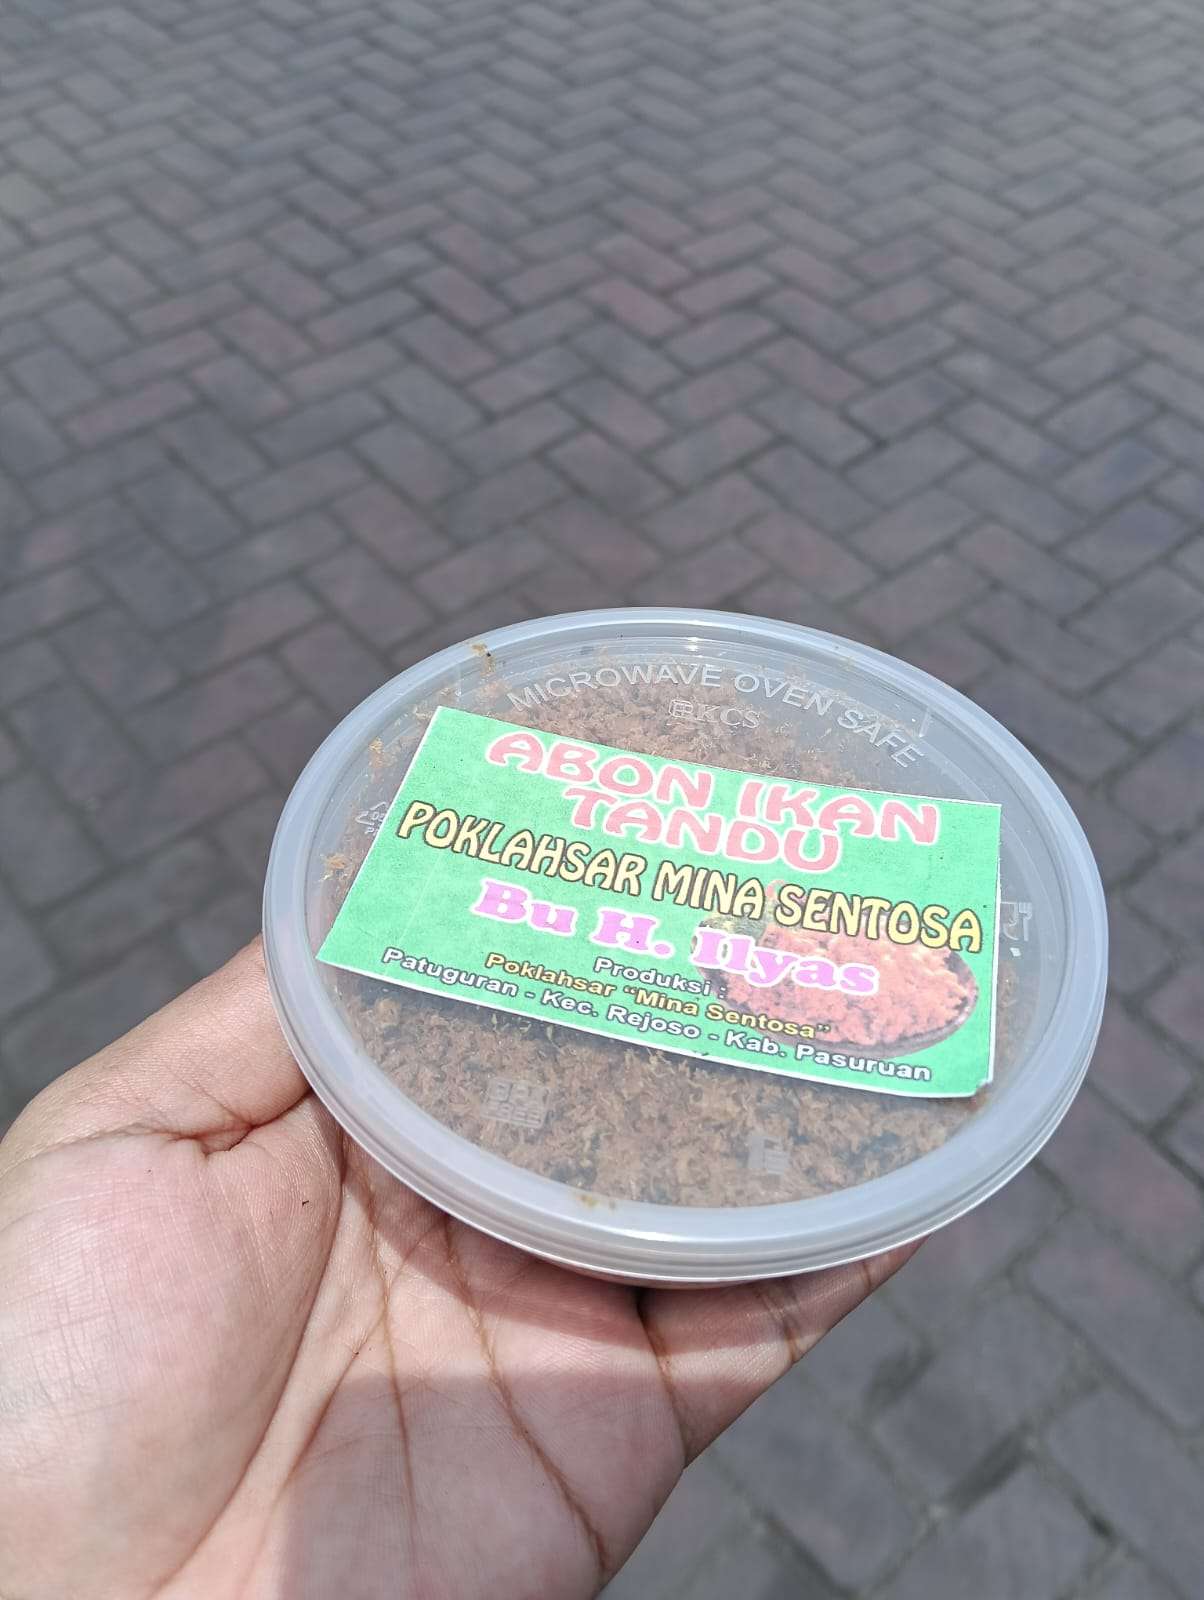 MICROWAVE OVEN SAFE
KCS
ABON IKAN
TANDU
POKLAHSAR MINA SENTOSA
Bu H. Ilyas
Produksi :
Poklahsar "Mina Sentosa"
Patuguran - Kec. Rejoso - Kab. Pasuruan